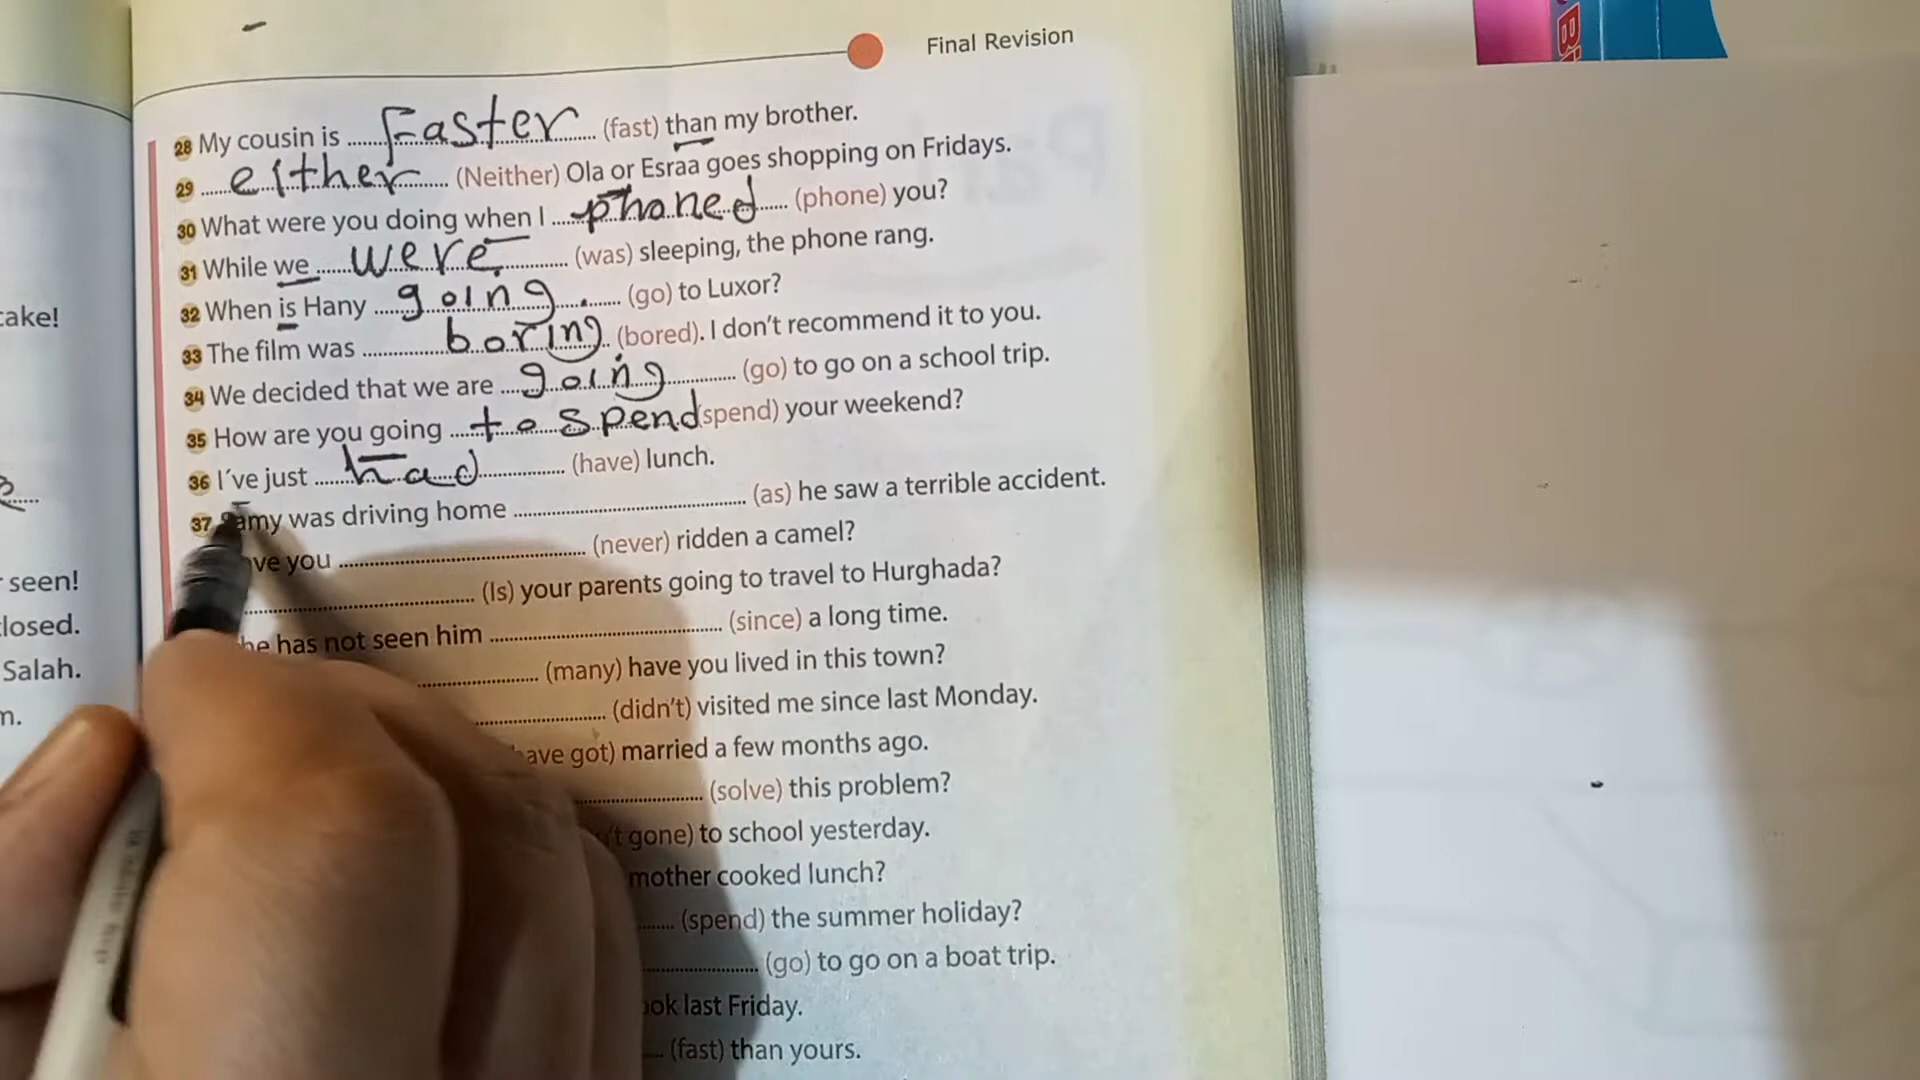 Final Revision
28 My cousin is Faster (fast) than my brother.
29 either (Neither) Ola or Esraa goes shopping on Fridays.
30 What were you doing when I phoned (phone) you?
31 While we were (was) sleeping, the phone rang.
32 When is Hany going (go) to Luxor?
33 The film was boring (bored). I don't recommend it to you.
34 We decided that we are going (go) to go on a school trip.
35 How are you going to spend (spend) your weekend?
36 I've just had (have) lunch.
37 was driving home (as) he saw a terrible accident.
you (never) ridden a camel?
(Is) your parents going to travel to Hurghada?
has not seen him (since) a long time.
(many) have you lived in this town?
(didn't) visited me since last Monday.
got) married a few months ago.
(solve) this problem?
gone) to school yesterday.
mother cooked lunch?
(spend) the summer holiday?
(go) to go on a boat trip.
last Friday.
(fast) than yours.
seen!
Salah.